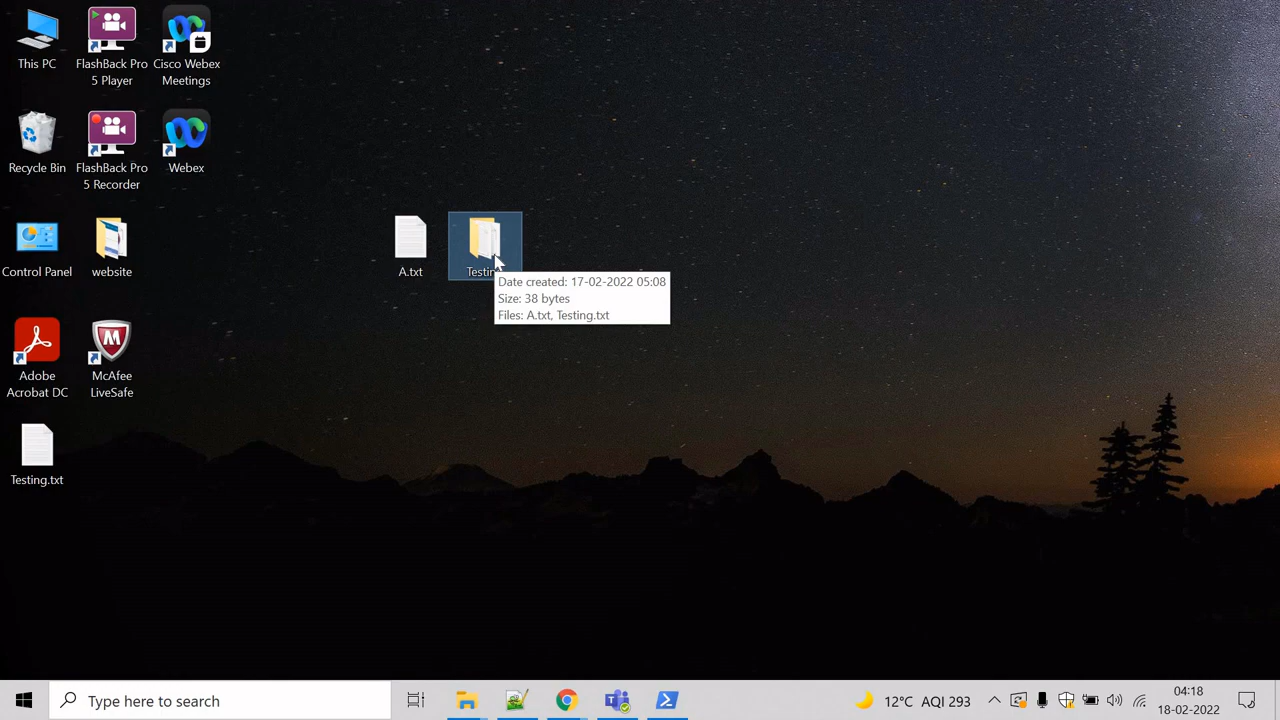 This PC
FlashBack Pro
5 Player
Cisco Webex
Meetings
Recycle Bin
FlashBack Pro
5 Recorder
Webex
Control Panel
website
A.txt
Testin
Date created: 17-02-2022 05:08
Size: 38 bytes
Files: A.txt, Testing.txt
Adobe
Acrobat DC
McAfee
LiveSafe
Testing.txt
Type here to search
12°C AQI 293
04:18
18-02-2022